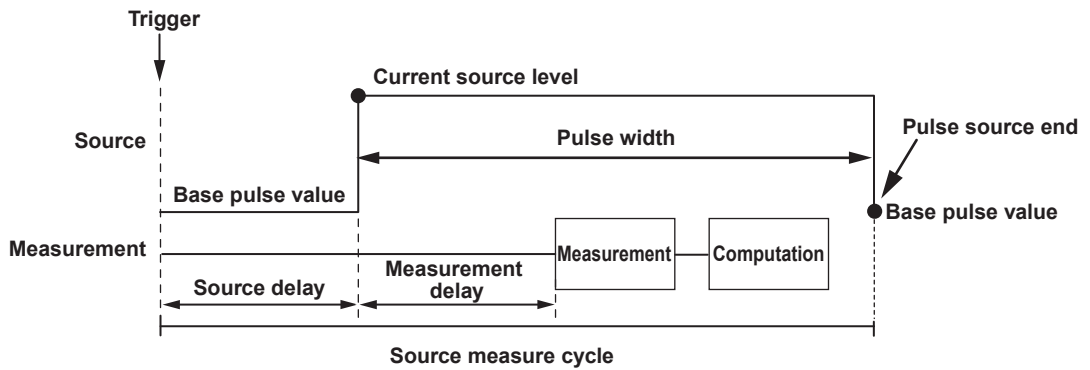 Trigger
Current source level
Source
Pulse width
Pulse source end
Base pulse value
Base pulse value
Measurement
Measurement
Computation
Measurement
delay
Source delay
Source measure cycle